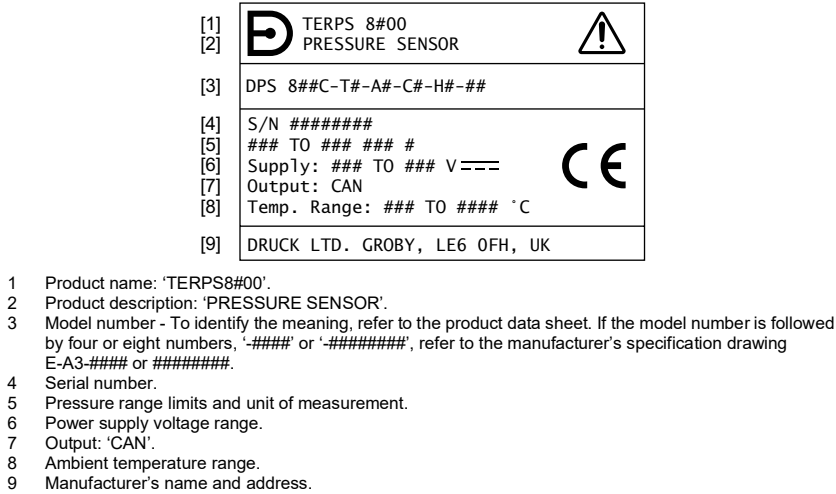 [1] TERPS 8#00
[2] PRESSURE SENSOR
[3] DPS 8##C-T#-A#-C#-H#-##
[4] S/N ########
[5] ### TO ### ### #
[6] Supply: ### TO ### V
[7] Output: CAN
[8] Temp. Range: ### TO #### °C
CE
[9] DRUCK LTD. GROBY, LE6 0FH, UK
1 Product name: ‘TERPS8#00’.
2 Product description: ‘PRESSURE SENSOR’.
3 Model number - To identify the meaning, refer to the product data sheet. If the model number is followed
by four or eight numbers, ‘-####’ or ‘-########’, refer to the manufacturer’s specification drawing
E-A3-#### or ########.
4 Serial number.
5 Pressure range limits and unit of measurement.
6 Power supply voltage range.
7 Output: ‘CAN’.
8 Ambient temperature range.
9 Manufacturer’s name and address.